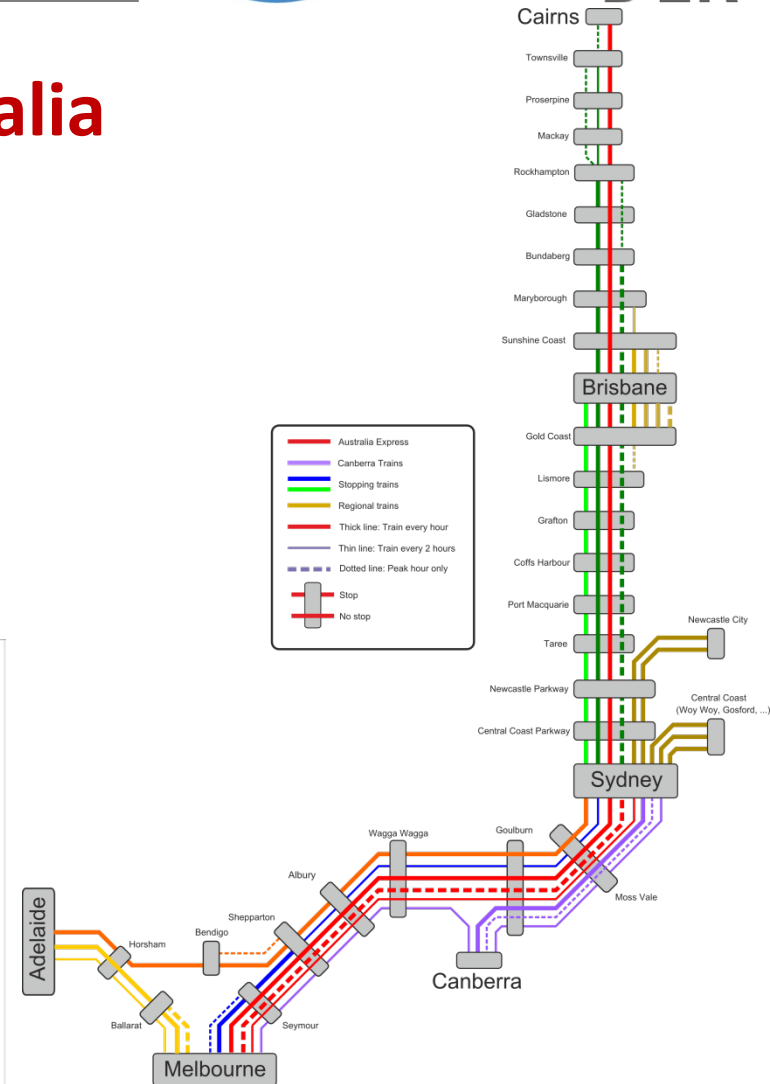 alia
Cairns
Townsville
Proserpine
Mackay
Rockhampton
Gladstone
Bundaberg
Maryborough
Sunshine Coast
Brisbane
Gold Coast
Lismore
Grafton
Coffs Harbour
Port Macquarie
Taree
Newcastle Parkway
Central Coast Parkway
Sydney
Newcastle City
Central Coast
(Woy Woy, Gosford, ...)
Australia Express
Canberra Trains
Stopping trains
Regional trains
Thick line: Train every hour
Thin line: Train every 2 hours
Dotted line: Peak hour only
Stop
No stop
Wagga Wagga
Goulburn
Moss Vale
Albury
Shepparton
Bendigo
Horsham
Adelaide
Ballarat
Seymour
Canberra
Melbourne